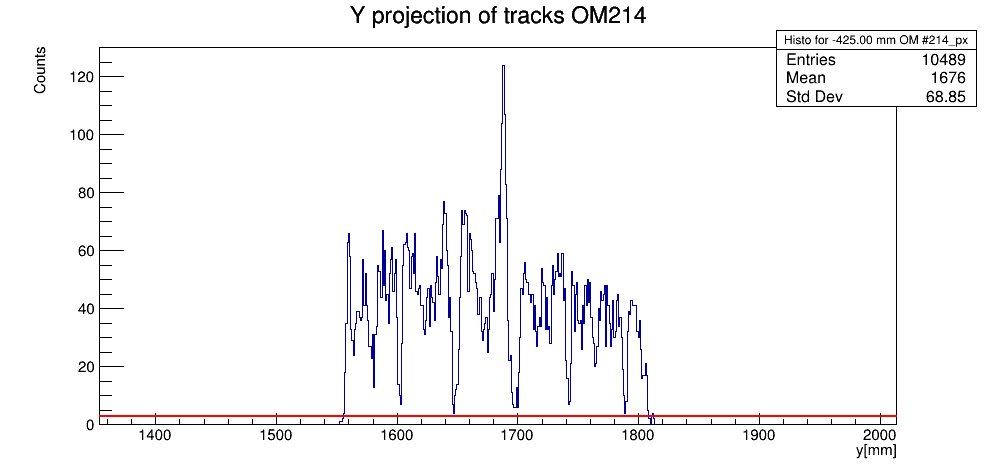 Y projection of tracks OM214
Histo for -425.00 mm OM #214_px
Entries 10489
Mean 1676
Std Dev 68.85
Counts
120
100
80
60
40
20
0
1400 1500 1600 1700 1800 1900 2000
y[mm]